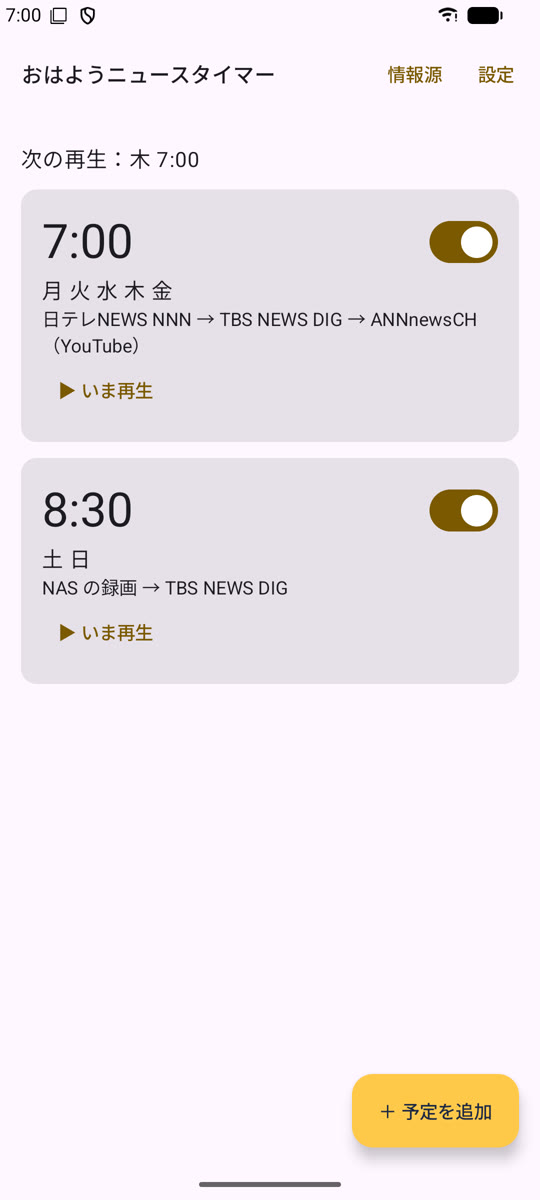 7:00
おはようニュースタイマー
情報源
設定
次の再生：木 7:00
7:00
月 火 水 木 金
日テレNEWS NNN → TBS NEWS DIG → ANNnewsCH
（YouTube）
▶ いま再生
8:30
土 日
NAS の録画 → TBS NEWS DIG
▶ いま再生
＋ 予定を追加